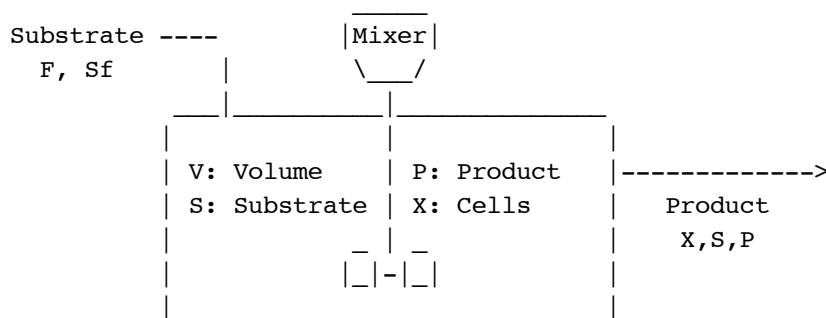 Substrate ---- |Mixer|
F, Sf
V: Volume | P: Product |------------->
S: Substrate | X: Cells | Product
X,S,P